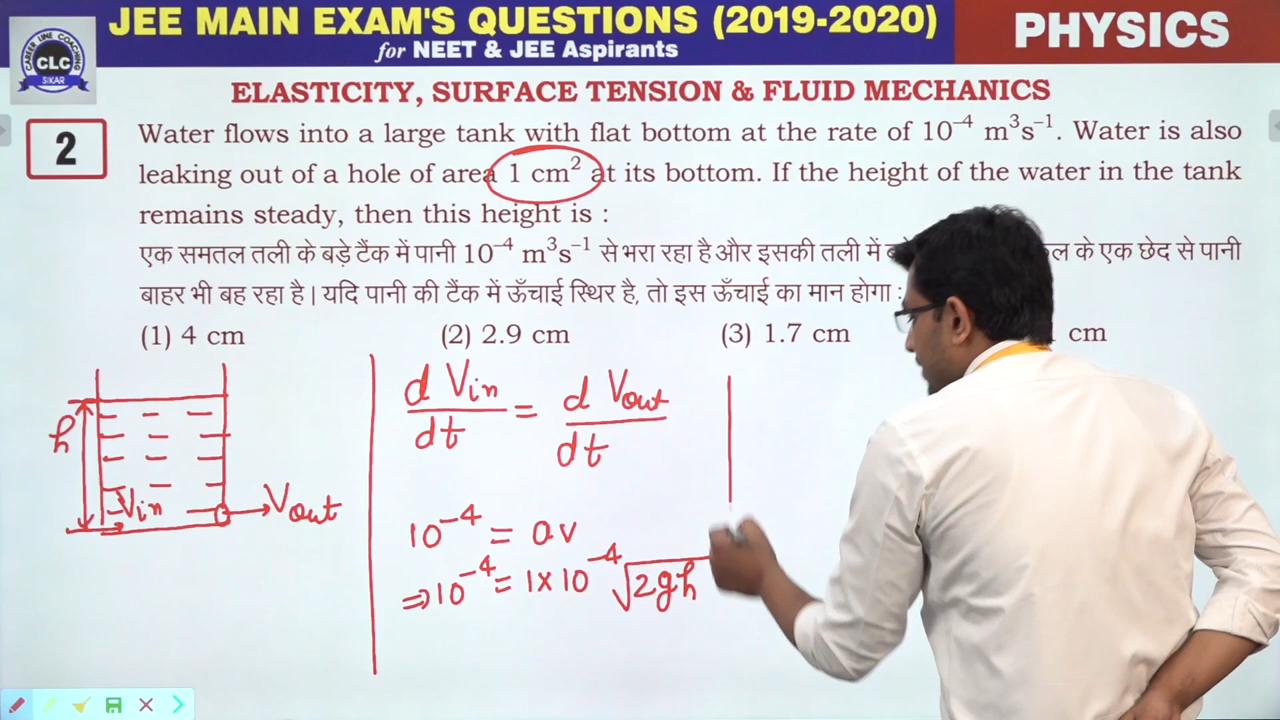 JEE MAIN EXAM'S QUESTIONS (2019-2020)
for NEET & JEE Aspirants
PHYSICS
CAREER LINE COACHING
CLC
SIKAR
ELASTICITY, SURFACE TENSION & FLUID MECHANICS
2
Water flows into a large tank with flat bottom at the rate of 10⁻⁴ m³s⁻¹. Water is also
leaking out of a hole of area 1 cm² at its bottom. If the height of the water in the tank
remains steady, then this height is :
एक समतल तली के बड़े टैंक में पानी 10⁻⁴ m³s⁻¹ से भरा रहा है और इसकी तली में के एक छेद से पानी
बाहर भी बह रहा है। यदि पानी की टैंक में ऊँचाई स्थिर है, तो इस ऊँचाई का मान होगा :
(1) 4 cm (2) 2.9 cm (3) 1.7 cm cm
h
Vin
Vout
d Vin / dt = d Vout / dt
10⁻⁴ = av
⇒ 10⁻⁴ = 1×10⁻⁴ √2gh